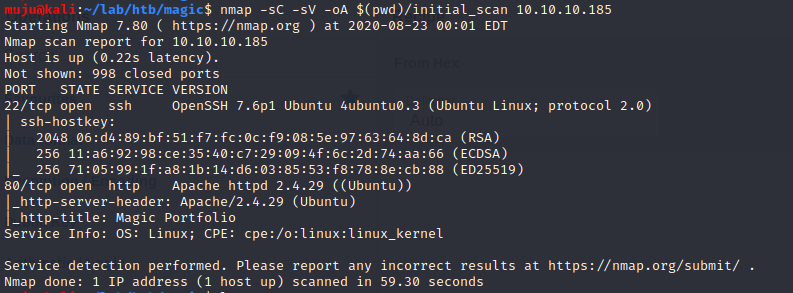 muju@kali:~/lab/htb/magic$ nmap -sC -sV -oA $(pwd)/initial_scan 10.10.10.185
Starting Nmap 7.80 ( https://nmap.org ) at 2020-08-23 00:01 EDT
Nmap scan report for 10.10.10.185
Host is up (0.22s latency).
Not shown: 998 closed ports
PORT   STATE SERVICE VERSION
22/tcp open  ssh     OpenSSH 7.6p1 Ubuntu 4ubuntu0.3 (Ubuntu Linux; protocol 2.0)
| ssh-hostkey:
|   2048 06:d4:89:bf:51:f7:fc:0c:f9:08:5e:97:63:64:8d:ca (RSA)
|   256 11:a6:92:98:ce:35:40:c7:29:09:4f:6c:2d:74:aa:66 (ECDSA)
|_  256 71:05:99:1f:a8:1b:14:d6:03:85:53:f8:78:8e:cb:88 (ED25519)
80/tcp open  http    Apache httpd 2.4.29 ((Ubuntu))
|_http-server-header: Apache/2.4.29 (Ubuntu)
|_http-title: Magic Portfolio
Service Info: OS: Linux; CPE: cpe:/o:linux:linux_kernel

Service detection performed. Please report any incorrect results at https://nmap.org/submit/ .
Nmap done: 1 IP address (1 host up) scanned in 59.30 seconds
From Hex
Auto